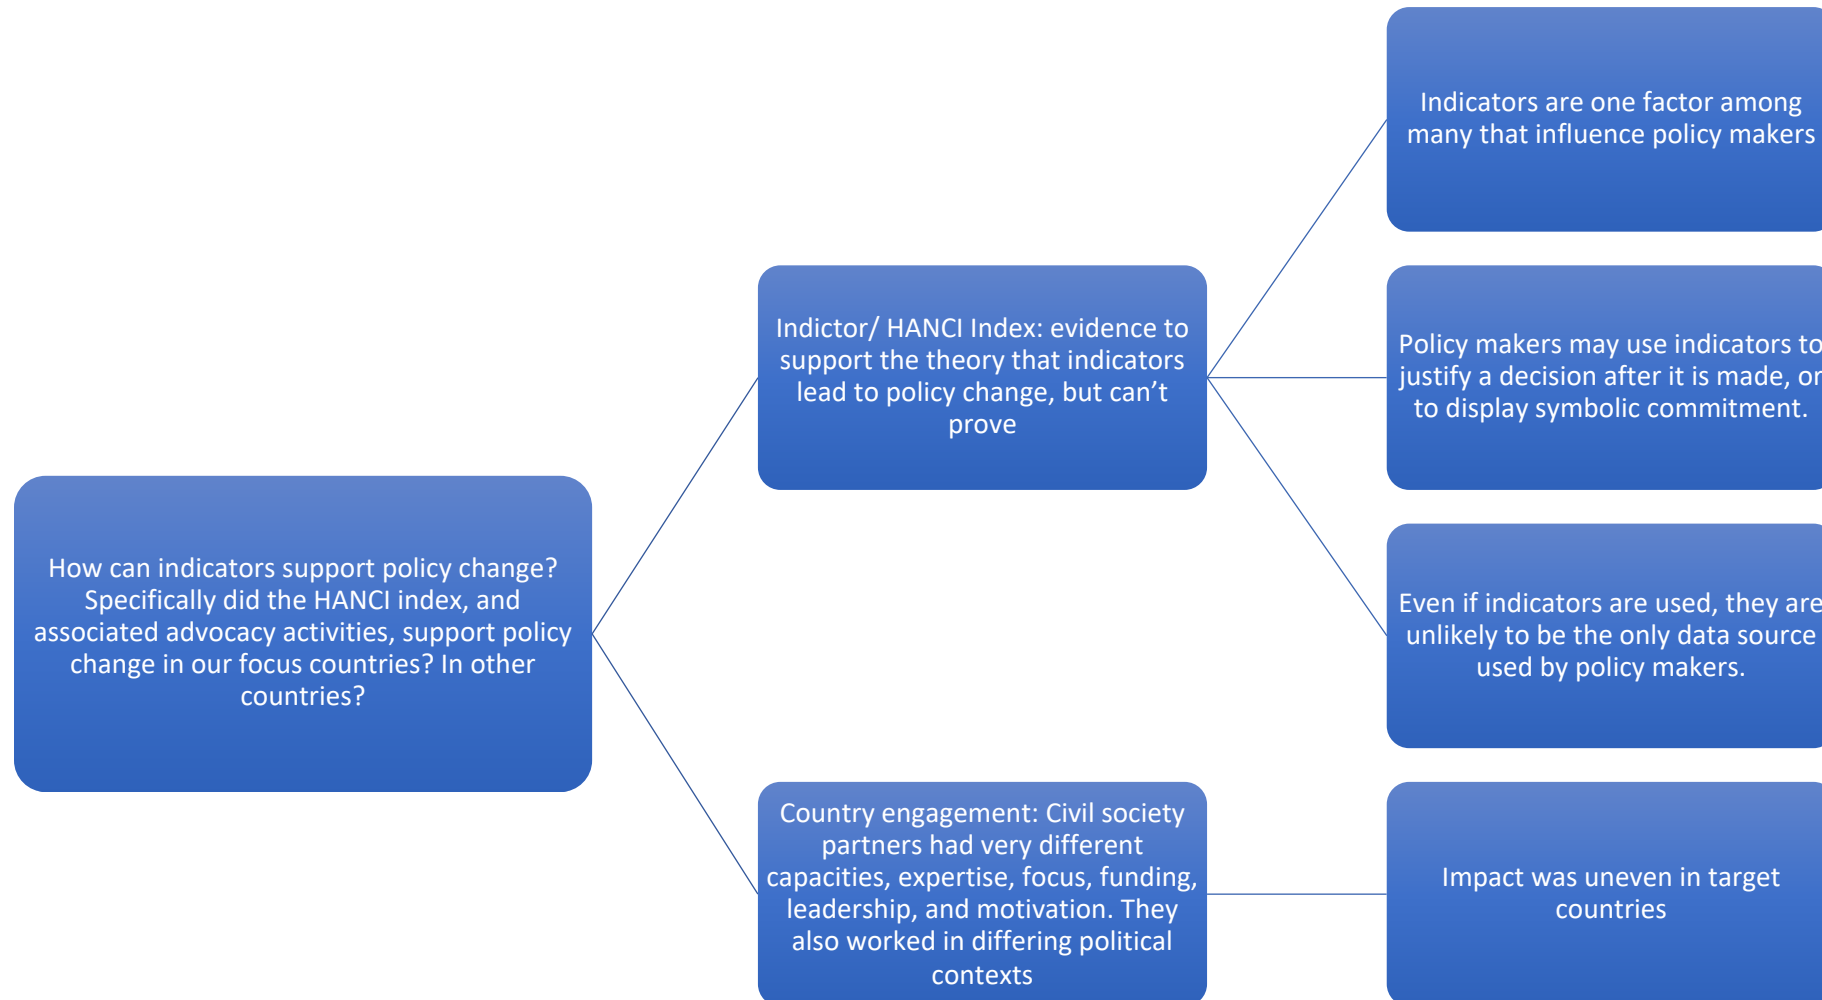 How can indicators support policy change?
Specifically did the HANCI index, and
associated advocacy activities, support policy
change in our focus countries? In other
countries?
Indictor/ HANCI Index: evidence to
support the theory that indicators
lead to policy change, but can’t
prove
Indicators are one factor among
many that influence policy makers
Policy makers may use indicators to
justify a decision after it is made, or
to display symbolic commitment.
Even if indicators are used, they are
unlikely to be the only data source
used by policy makers.
Country engagement: Civil society
partners had very different
capacities, expertise, focus, funding,
leadership, and motivation. They
also worked in differing political
contexts
Impact was uneven in target
countries